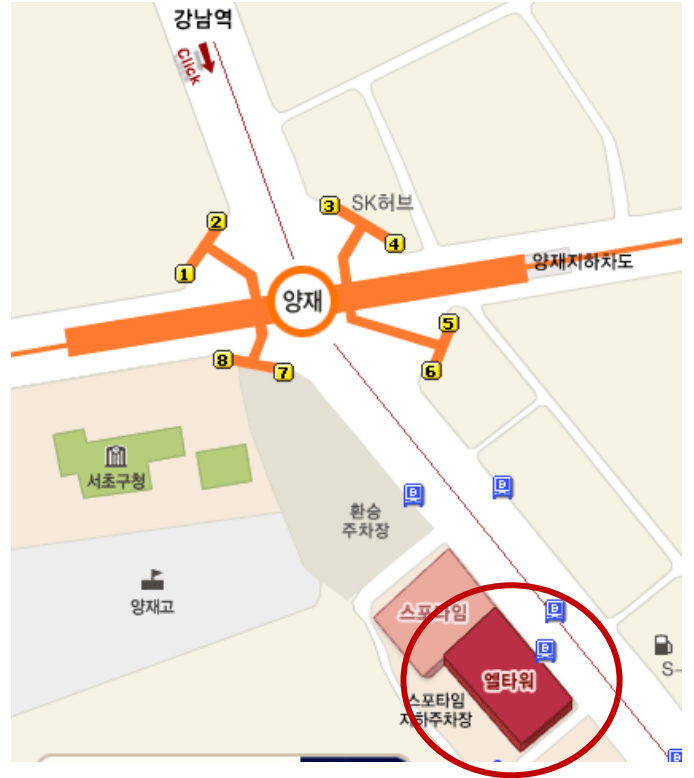 강남역
Click
2
3
SK허브
4
1
양재지하차도
양재
5
8
7
6
서초구청
환승
주차장
양재고
스포타임
엘타워
S-
스포타임
지하주차장
B
B
B
B
B